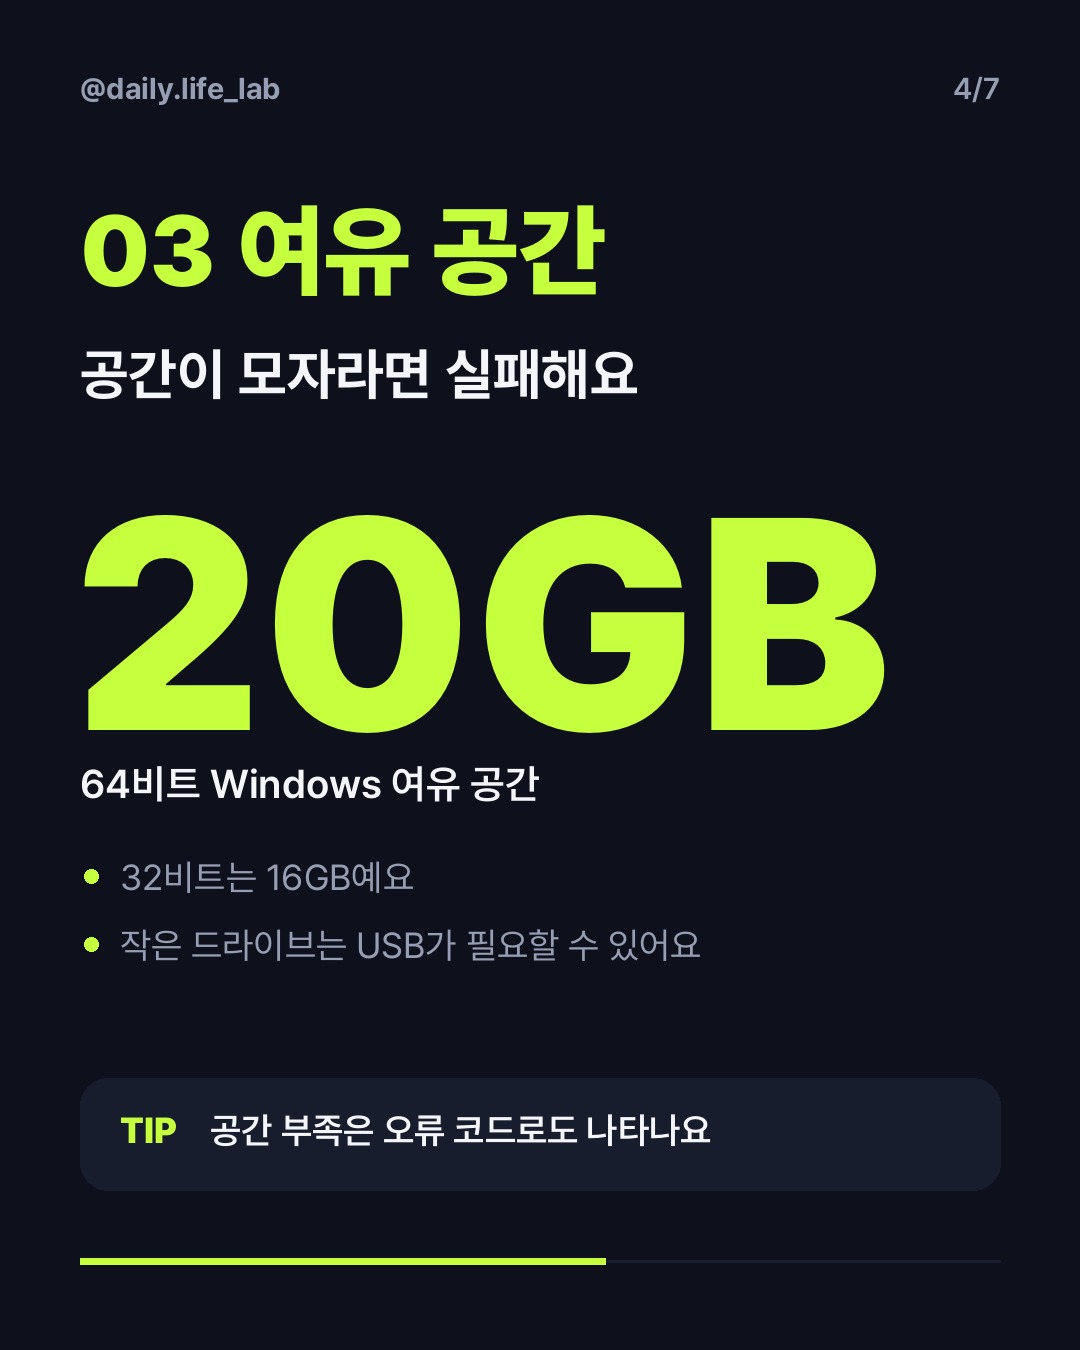 @daily.life_lab
4/7
03 여유 공간
공간이 모자라면 실패해요
20GB
64비트 Windows 여유 공간
32비트는 16GB예요
작은 드라이브는 USB가 필요할 수 있어요
TIP 공간 부족은 오류 코드로도 나타나요